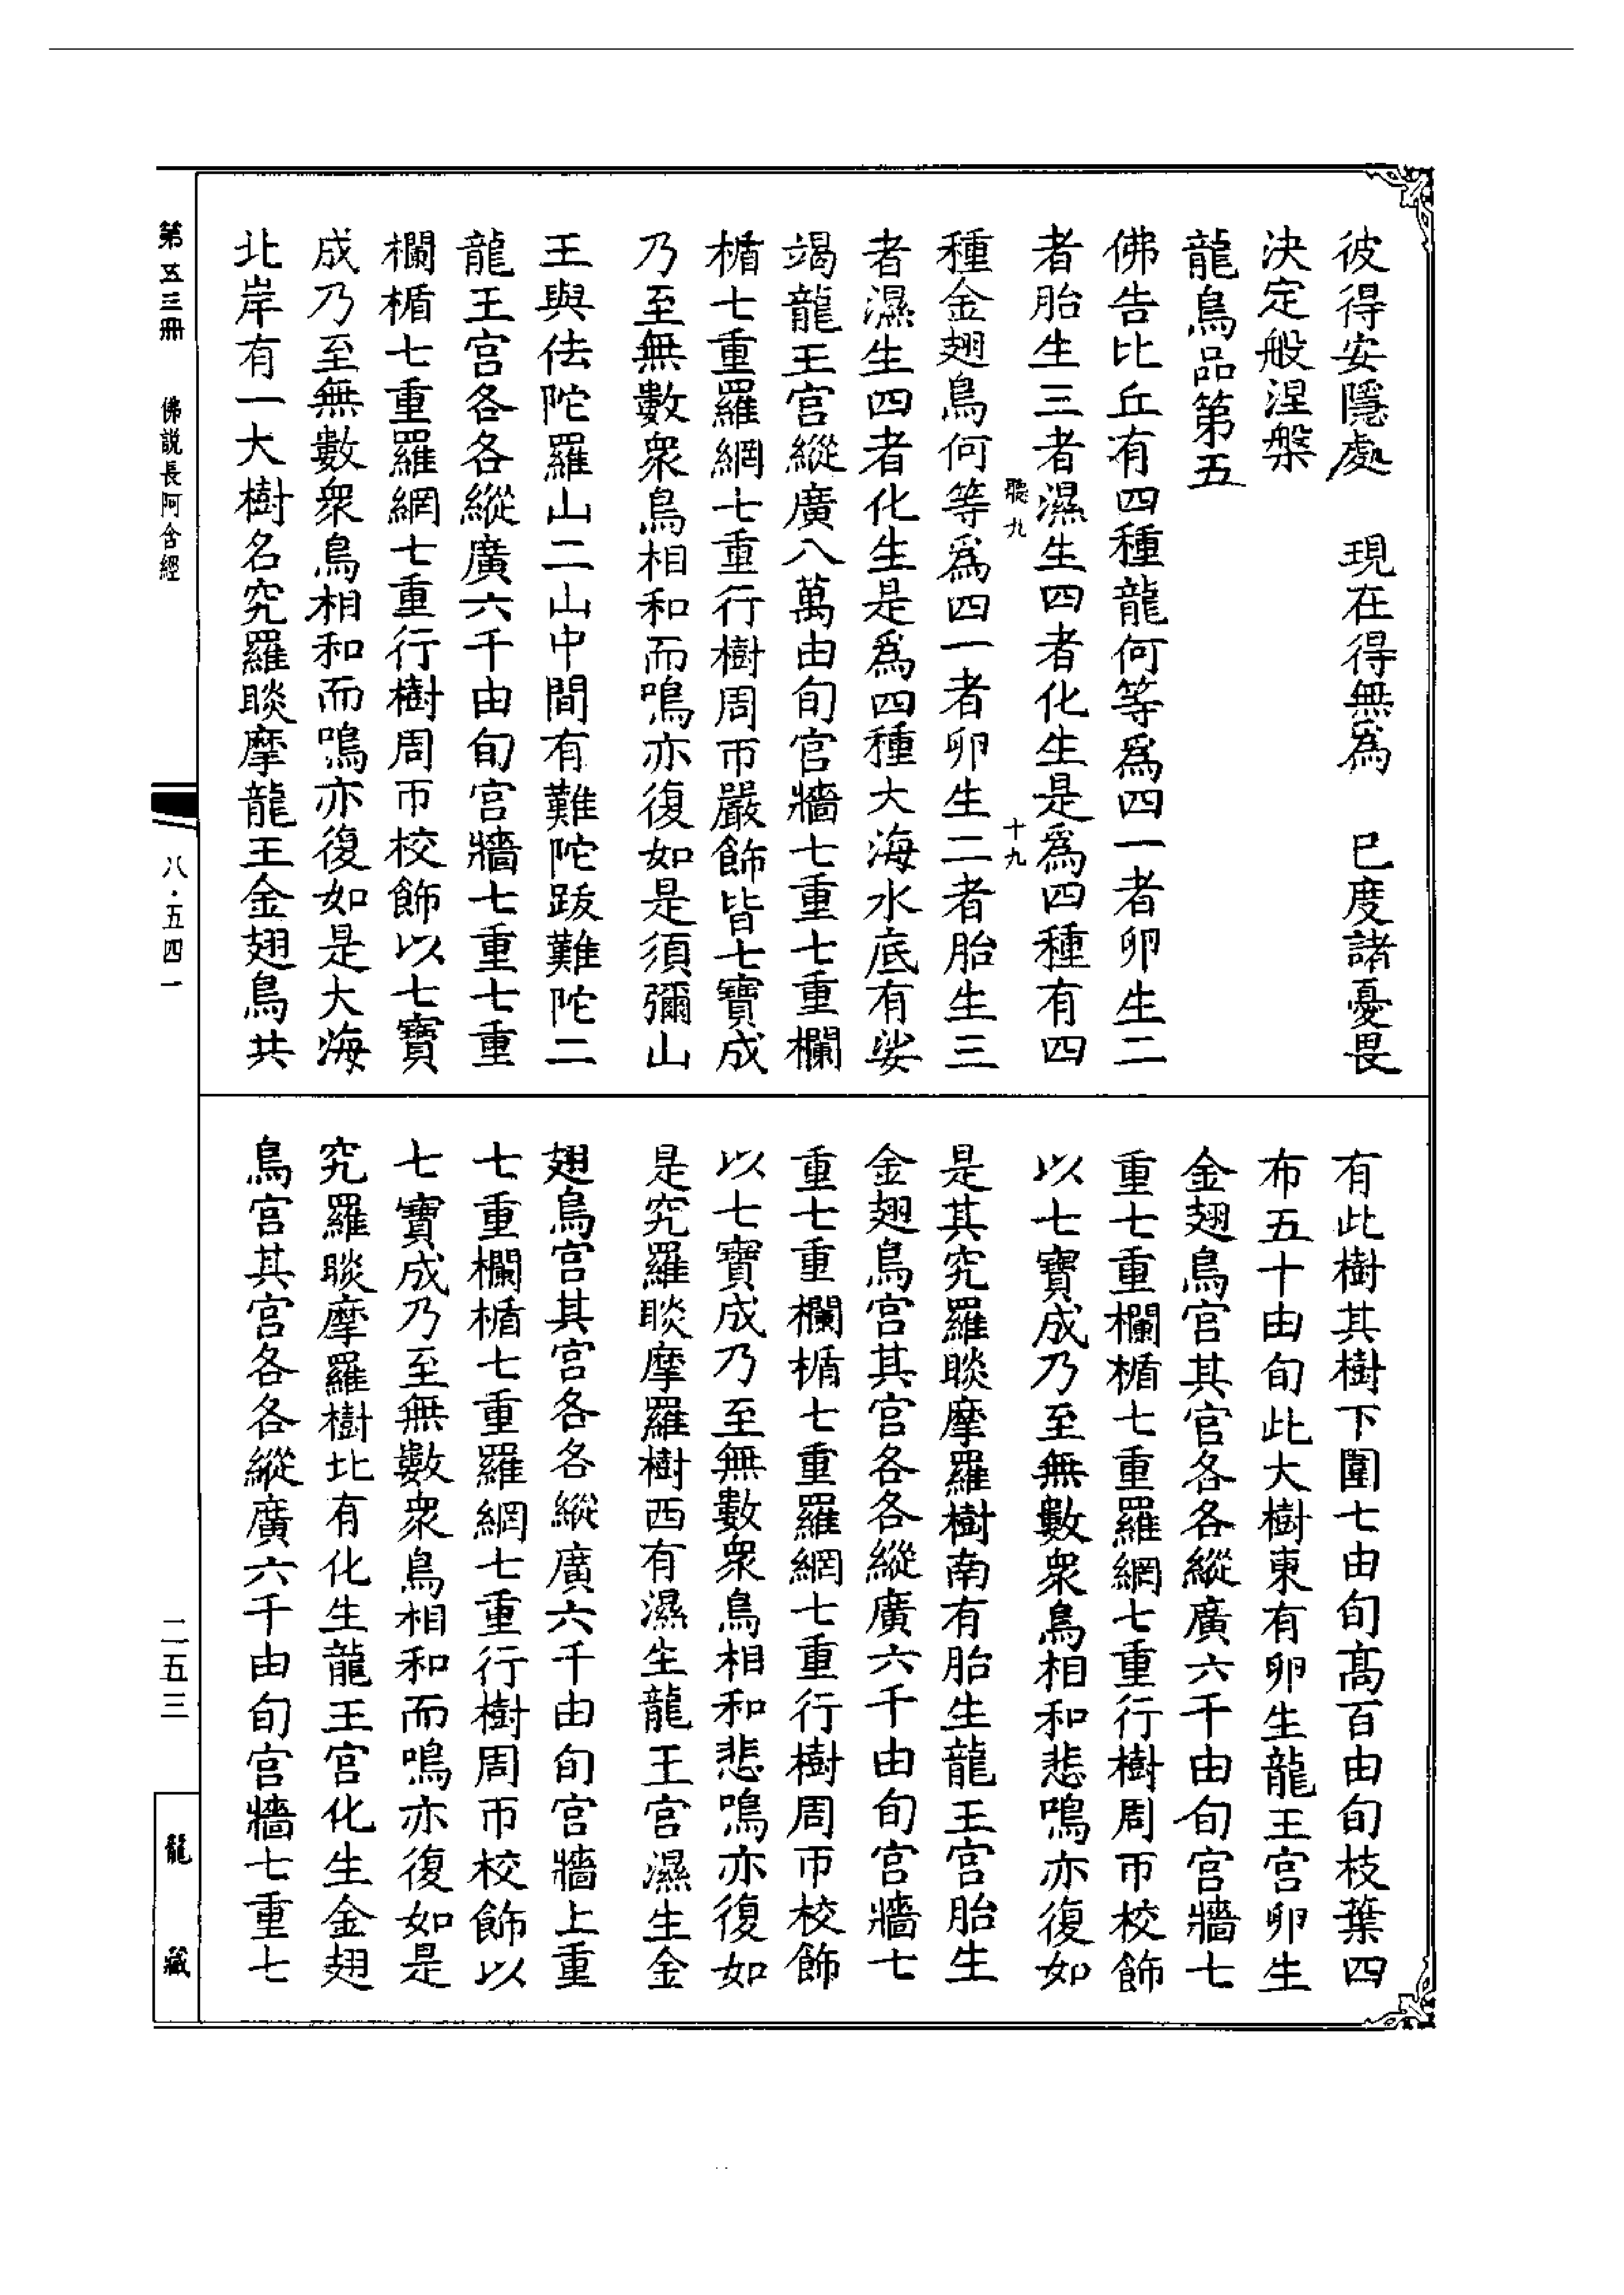 彼得安隱處　現在得無為　已度諸憂畏
決定般涅槃
龍鳥品第五
佛告比丘有四種龍何等爲四一者卵生二
者胎生三者濕生四者化生是爲四種有四
聽九　十九
種金翅鳥何等爲四一者卵生二者胎生三
者濕生四者化生是爲四種大海水底有娑
竭龍王宮縱廣八萬由旬宮牆七重七重欄
楯七重羅網七重行樹周帀嚴飾皆七寶成
乃至無數衆鳥相和而鳴亦復如是須彌山
王與佉陀羅山二山中間有難陀跋難陀二
龍王宮各各縱廣六千由旬宮牆七重七重
欄楯七重羅網七重行樹周帀校飾以七寶
成乃至無數衆鳥相和而鳴亦復如是大海
北岸有一大樹名究羅睒摩龍王金翅鳥共
有此樹其樹下圍七由旬高百由旬枝葉四
布五十由旬此大樹東有卵生龍王宮卵生
金翅鳥宮其宮各各縱廣六千由旬宮牆七
重七重欄楯七重羅網七重行樹周帀校飾
以七寶成乃至無數衆鳥相和悲鳴亦復如
是其究羅睒摩羅樹南有胎生龍王宮胎生
金翅鳥宮其宮各各縱廣六千由旬宮牆七
重七重欄楯七重羅網七重行樹周帀校飾
以七寶成乃至無數衆鳥相和悲鳴亦復如
是究羅睒摩羅樹西有濕生龍王宮濕生金
翅鳥宮其宮各各縱廣六千由旬宮牆上重
七重欄楯七重羅網七重行樹周帀校飾以
七寶成乃至無數衆鳥相和而鳴亦復如是
究羅睒摩羅樹北有化生龍王宮化生金翅
鳥宮其宮各各縱廣六千由旬宮牆七重七
第五三冊　佛説長阿含經
八·五四一
二五三
龍藏